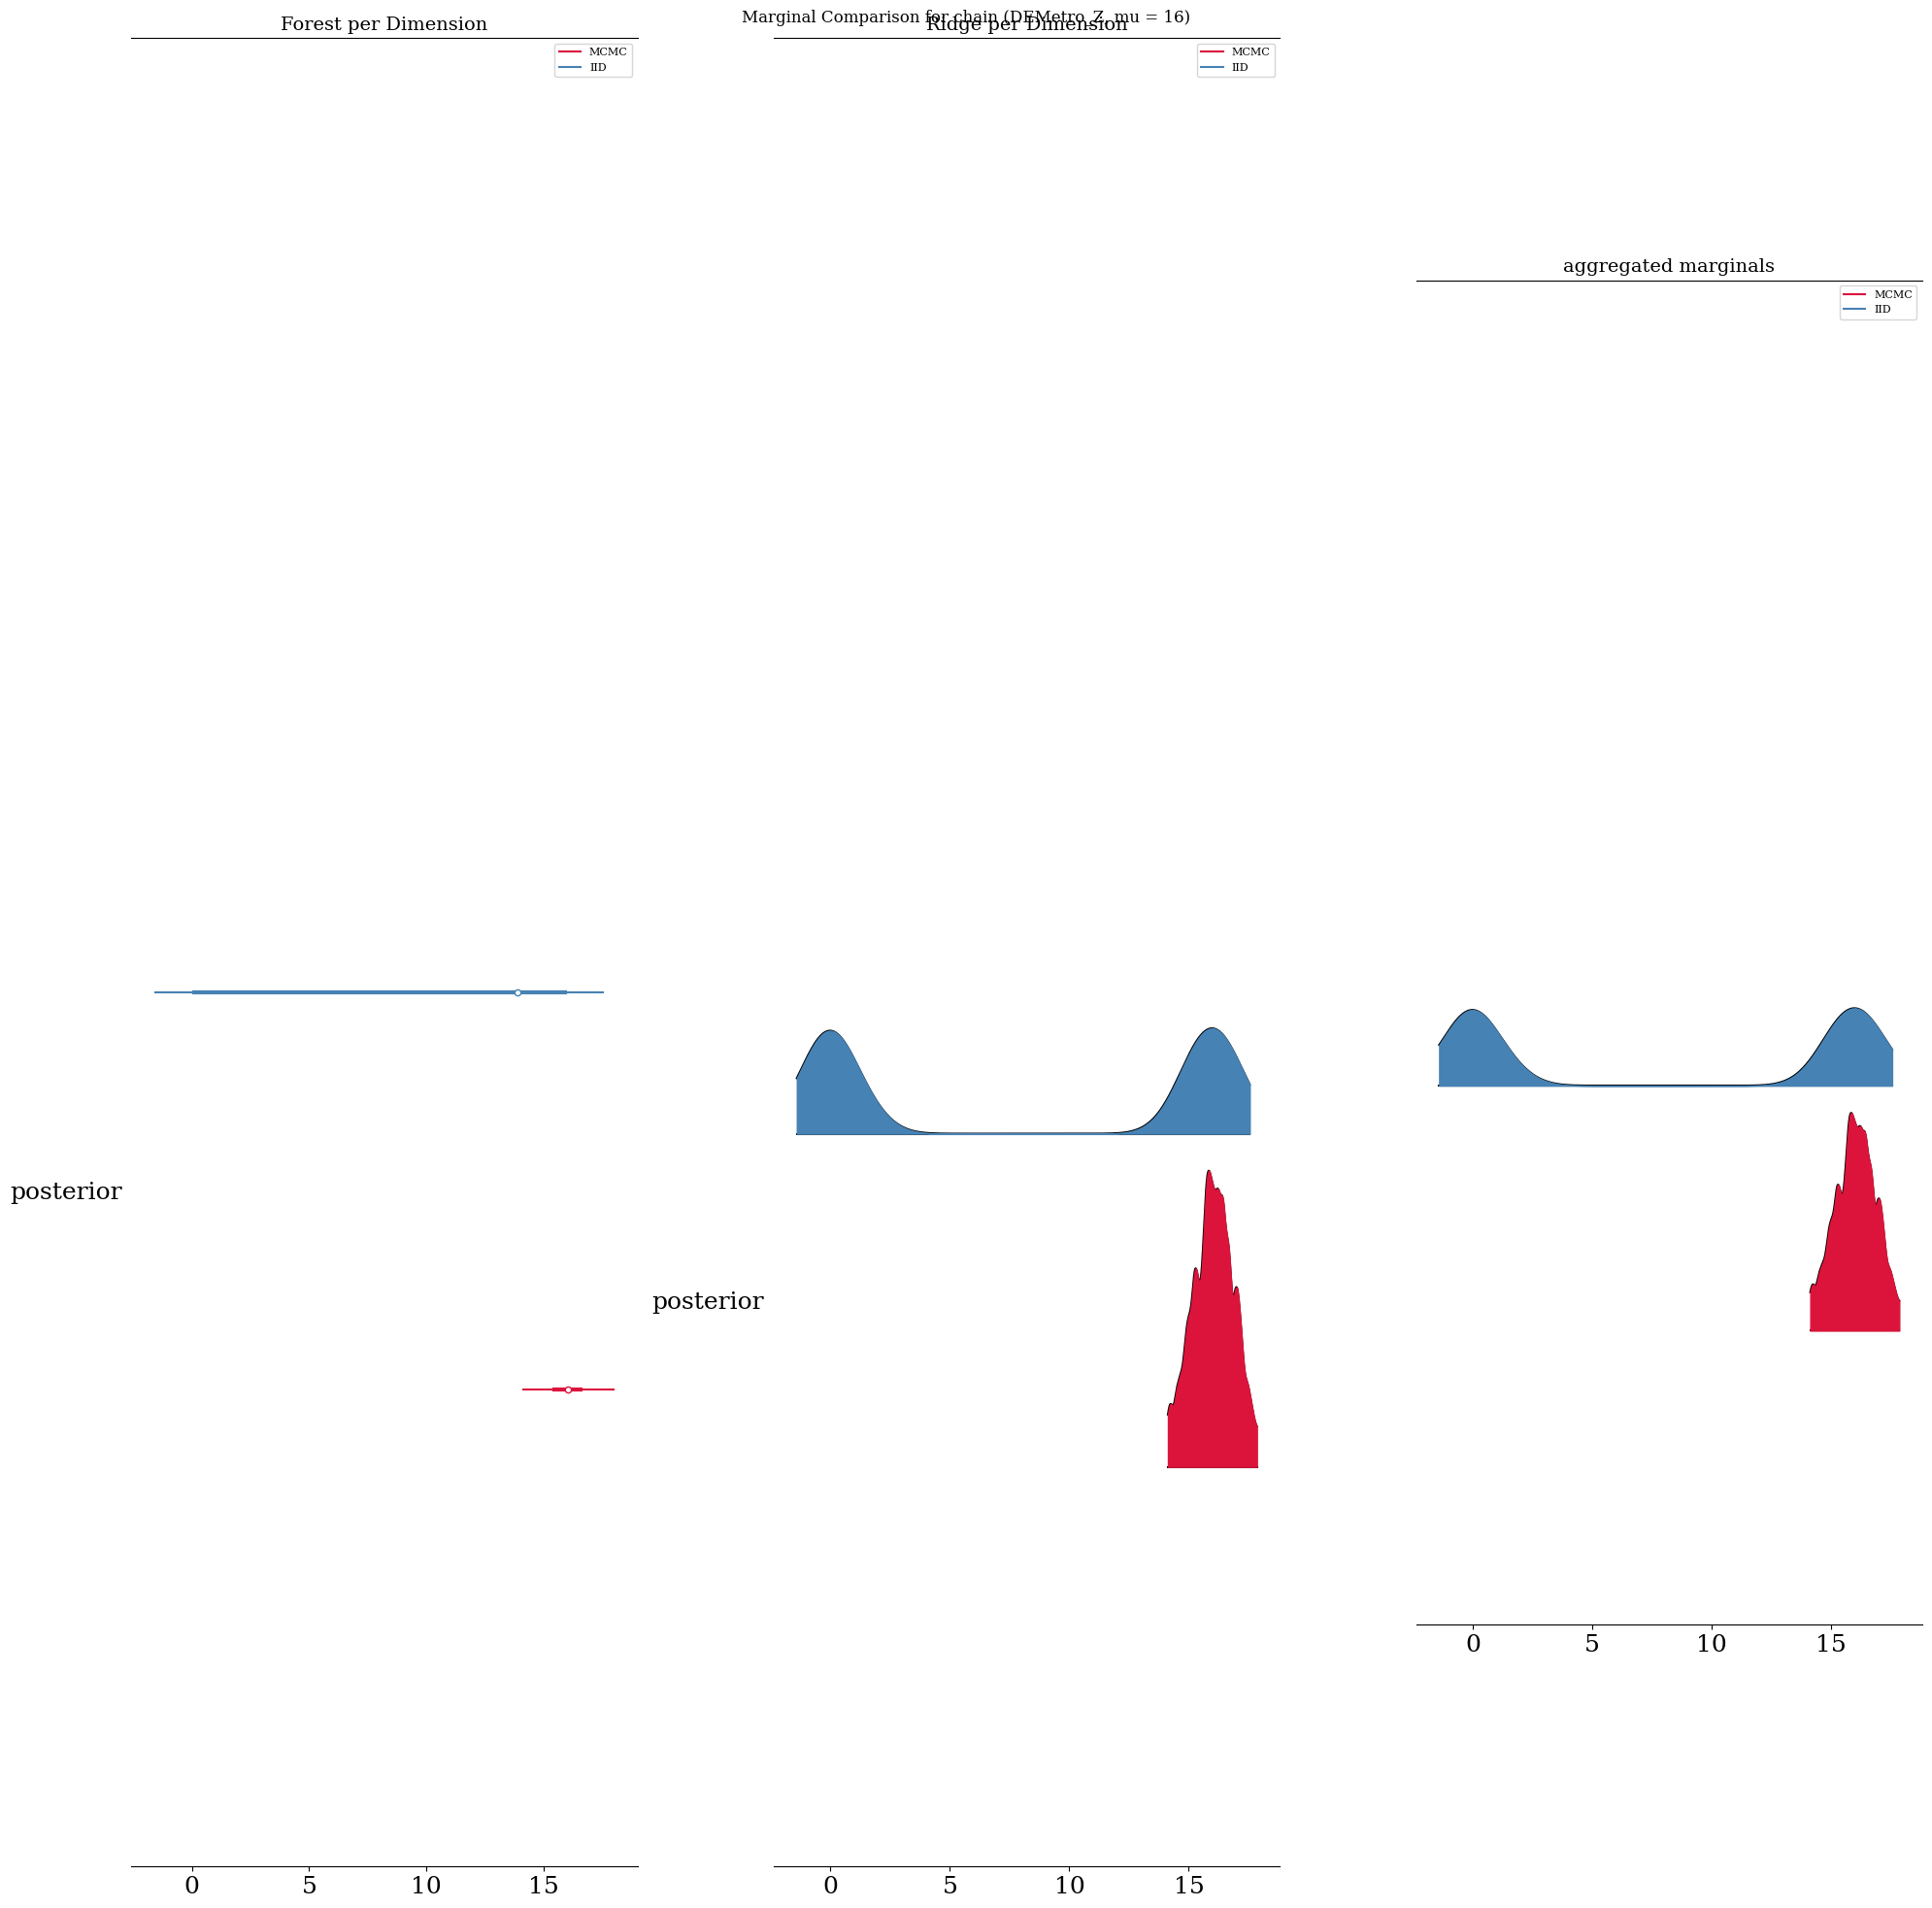 Marginal Comparison for chain (DEMetro_Z, mu = 16)
Forest per Dimension
MCMC
IID
posterior
0 5 10 15
Ridge per Dimension
MCMC
IID
posterior
0 5 10 15
aggregated marginals
MCMC
IID
0 5 10 15